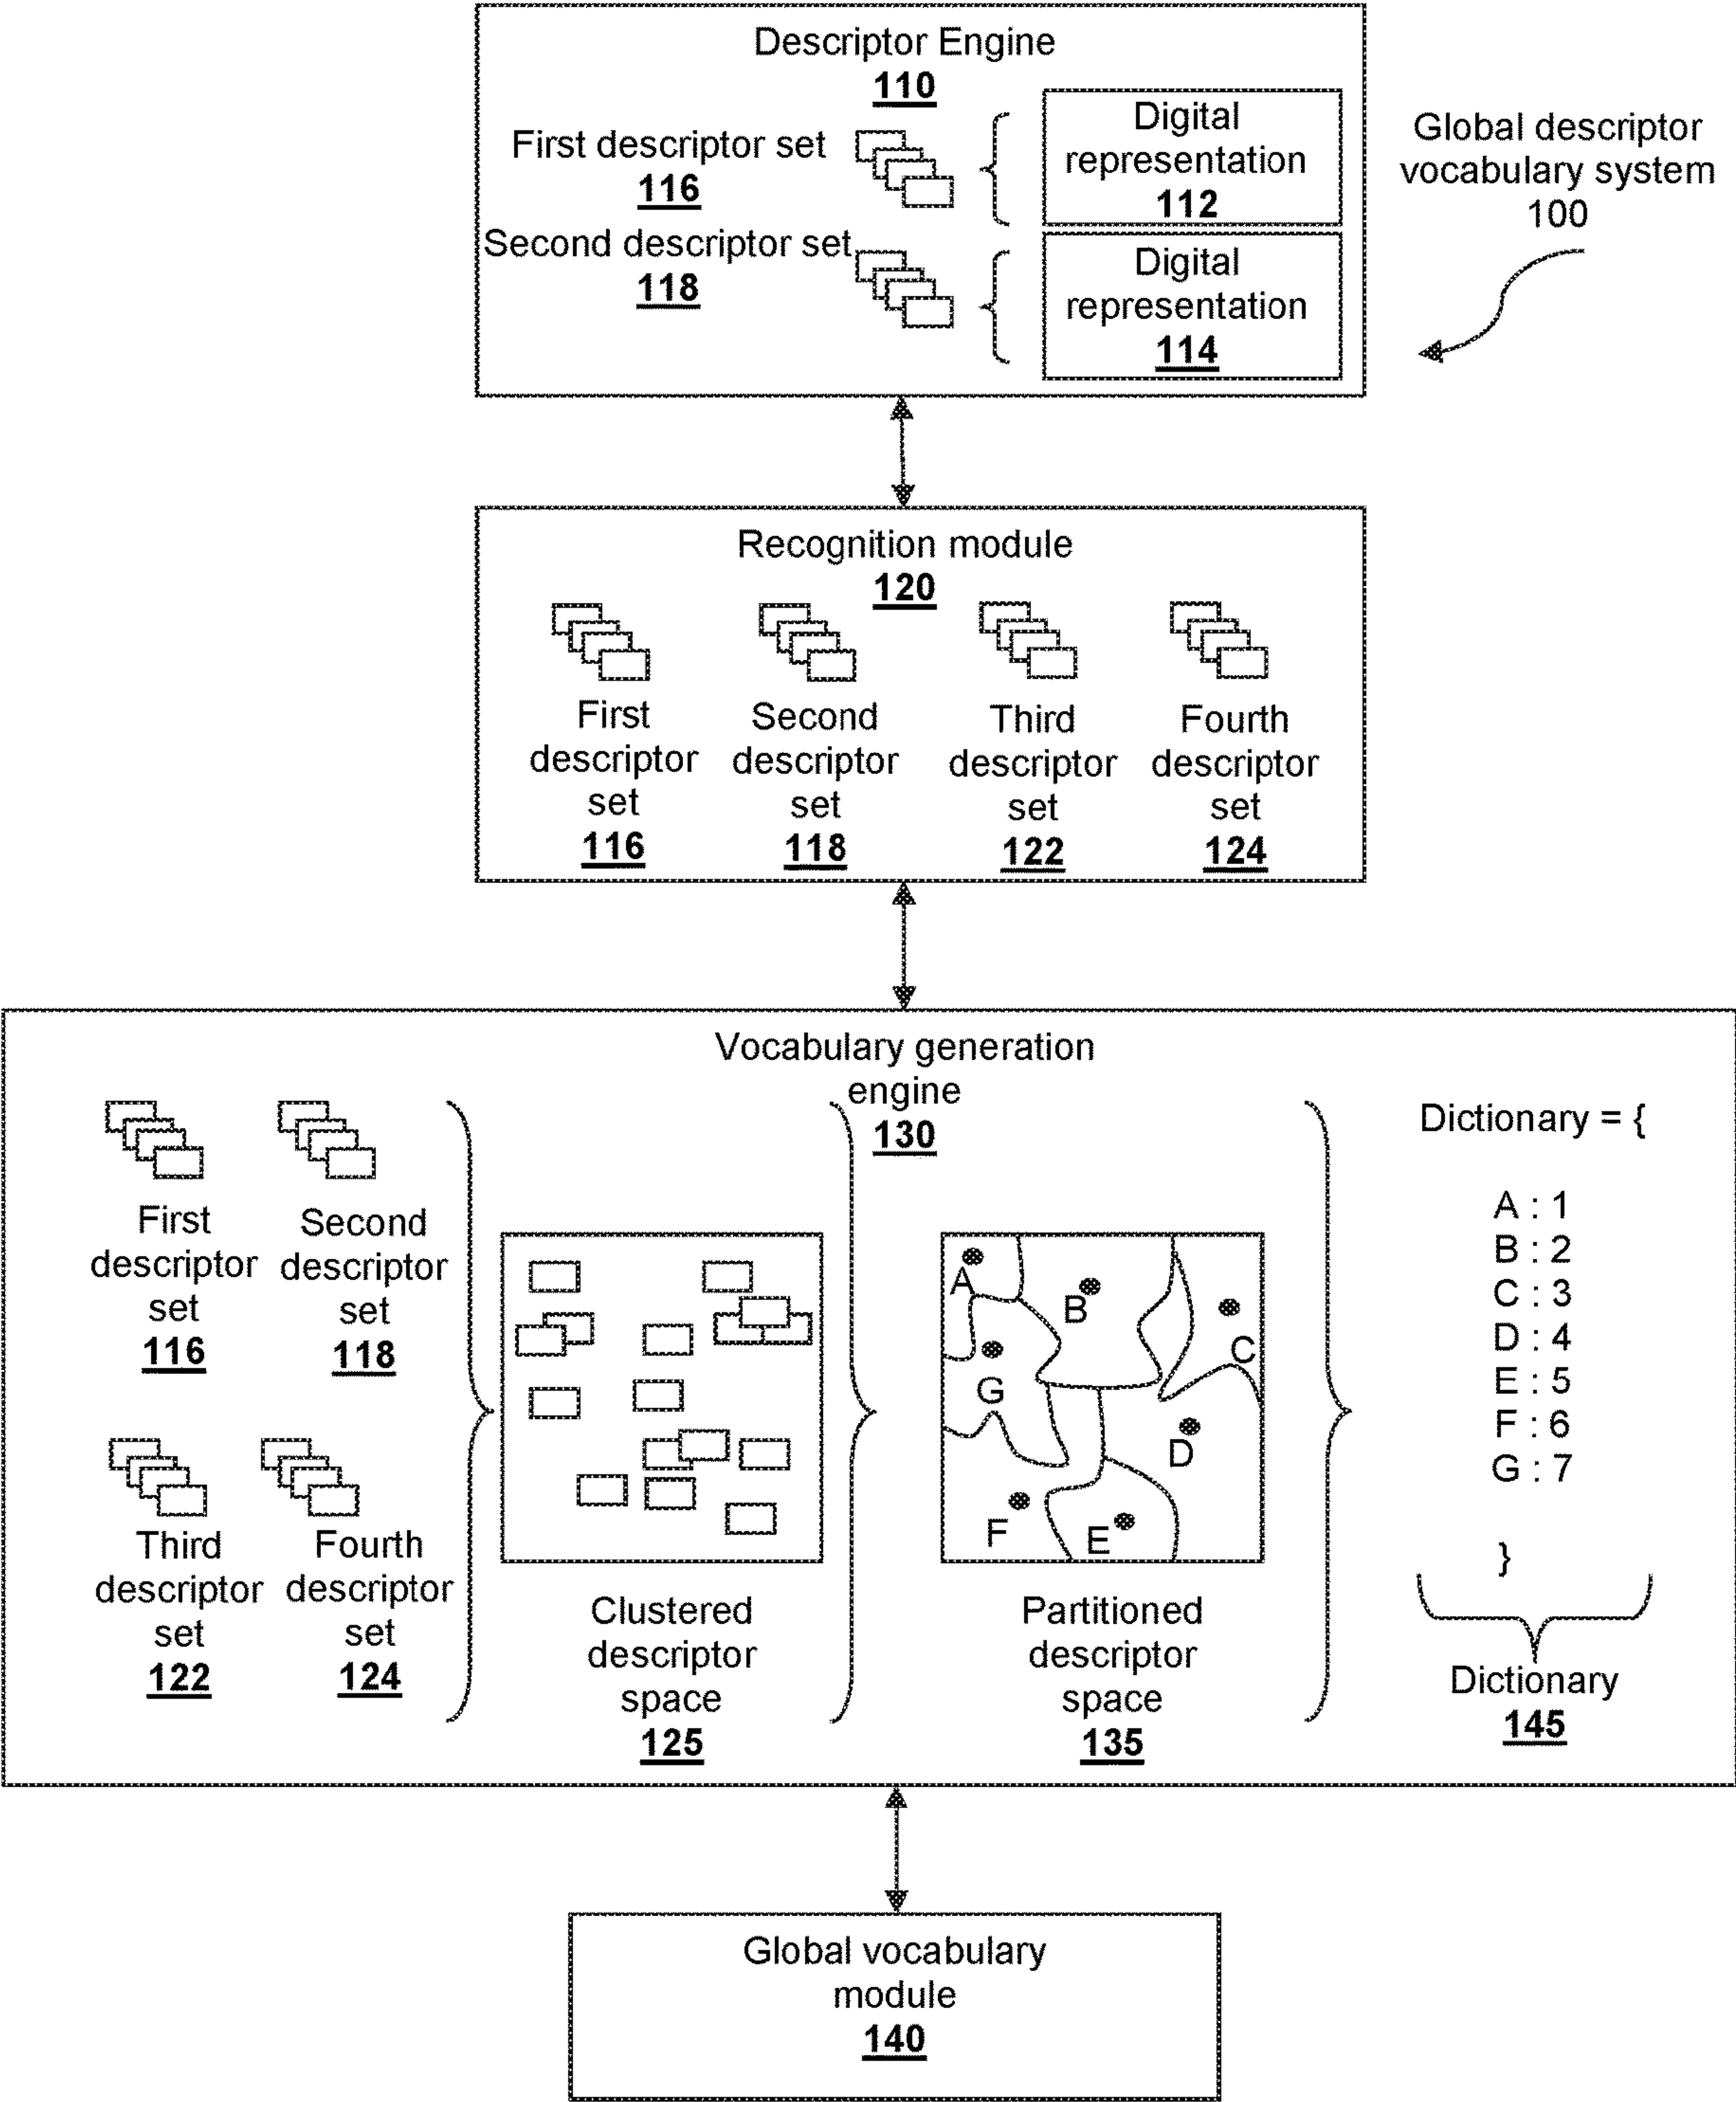 Descriptor Engine
110
First descriptor set
116
Second descriptor set
118
Digital
representation
112
Digital
representation
114
Global descriptor
vocabulary system
100
Recognition module
120
First
descriptor
set
116
Second
descriptor
set
118
Third
descriptor
set
122
Fourth
descriptor
set
124
Vocabulary generation
engine
130
First
descriptor
set
116
Second
descriptor
set
118
Third
descriptor
set
122
Fourth
descriptor
set
124
Clustered
descriptor
space
125
A
B
C
G
D
F
E
Partitioned
descriptor
space
135
Dictionary = {
A : 1
B : 2
C : 3
D : 4
E : 5
F : 6
G : 7
}
Dictionary
145
Global vocabulary
module
140